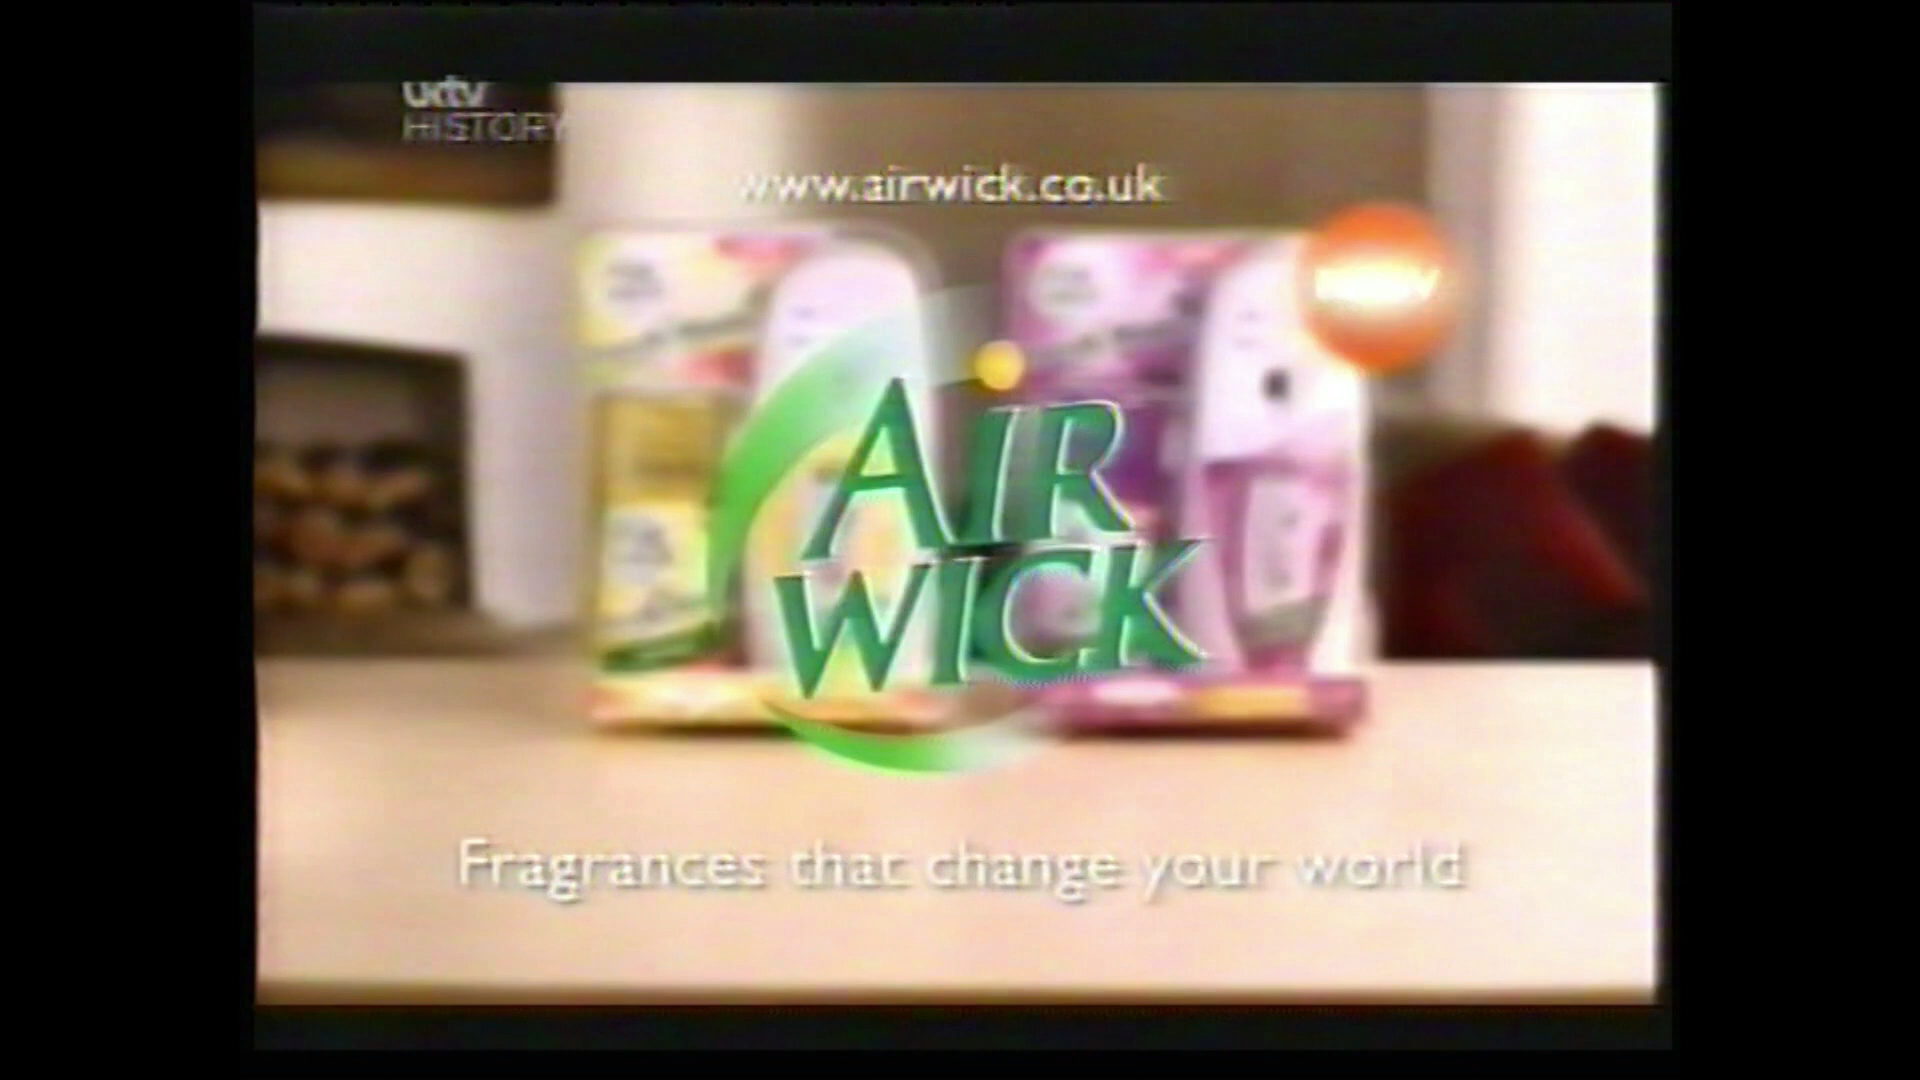 uktv
HISTORY
www.airwick.co.uk
AIR
WICK
Fragrances that change your world